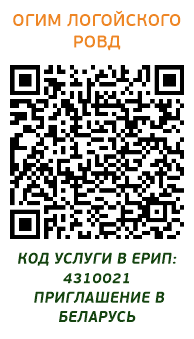 ОГИМ ЛОГОЙСКОГО
РОВД
КОД УСЛУГИ В ЕРИП:
4310021
ПРИГЛАШЕНИЕ В
БЕЛАРУСЬ